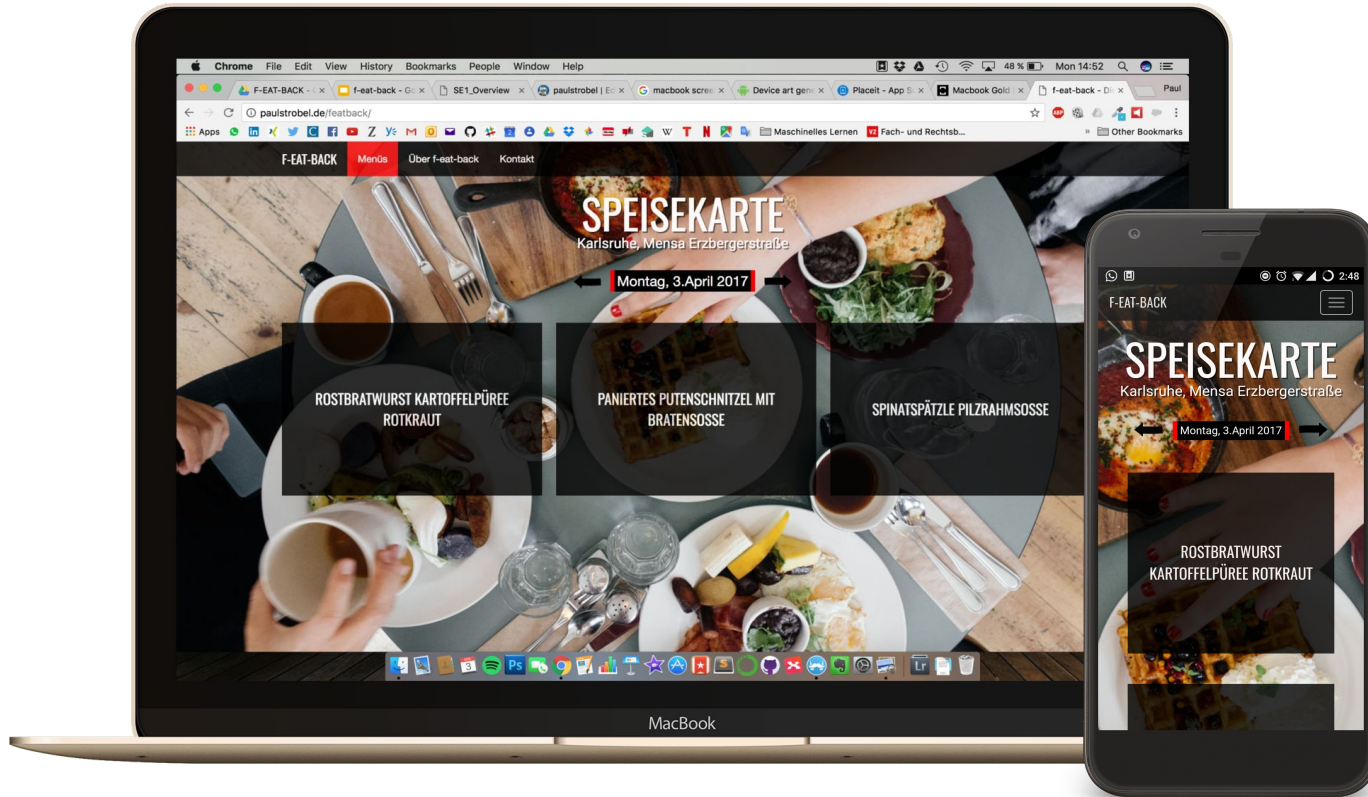 Chrome File Edit View History Bookmarks People Window Help 48 % Mon 14:52
F-EAT-BACK - f-eat-back - Go SE1_Overview paulstrobel | Ec macbook scree Device art gene Placeit - App Sc Macbook Gold f-eat-back - Di Paul
paulstrobel.de/featback/
Apps Maschinelles Lernen Fach- und Rechtsb... » Other Bookmarks
F-EAT-BACK Menüs Über f-eat-back Kontakt
SPEISEKARTE
Karlsruhe, Mensa Erzbergerstraße
Montag, 3.April 2017
ROSTBRATWURST KARTOFFELPÜREE
ROTKRAUT
PANIERTES PUTENSCHNITZEL MIT
BRATENSOSSE
SPINATSPÄTZLE PILZRAHMSOSSE
MacBook
2:48
F-EAT-BACK
SPEISEKARTE
Karlsruhe, Mensa Erzbergerstraße
Montag, 3.April 2017
ROSTBRATWURST
KARTOFFELPÜREE ROTKRAUT